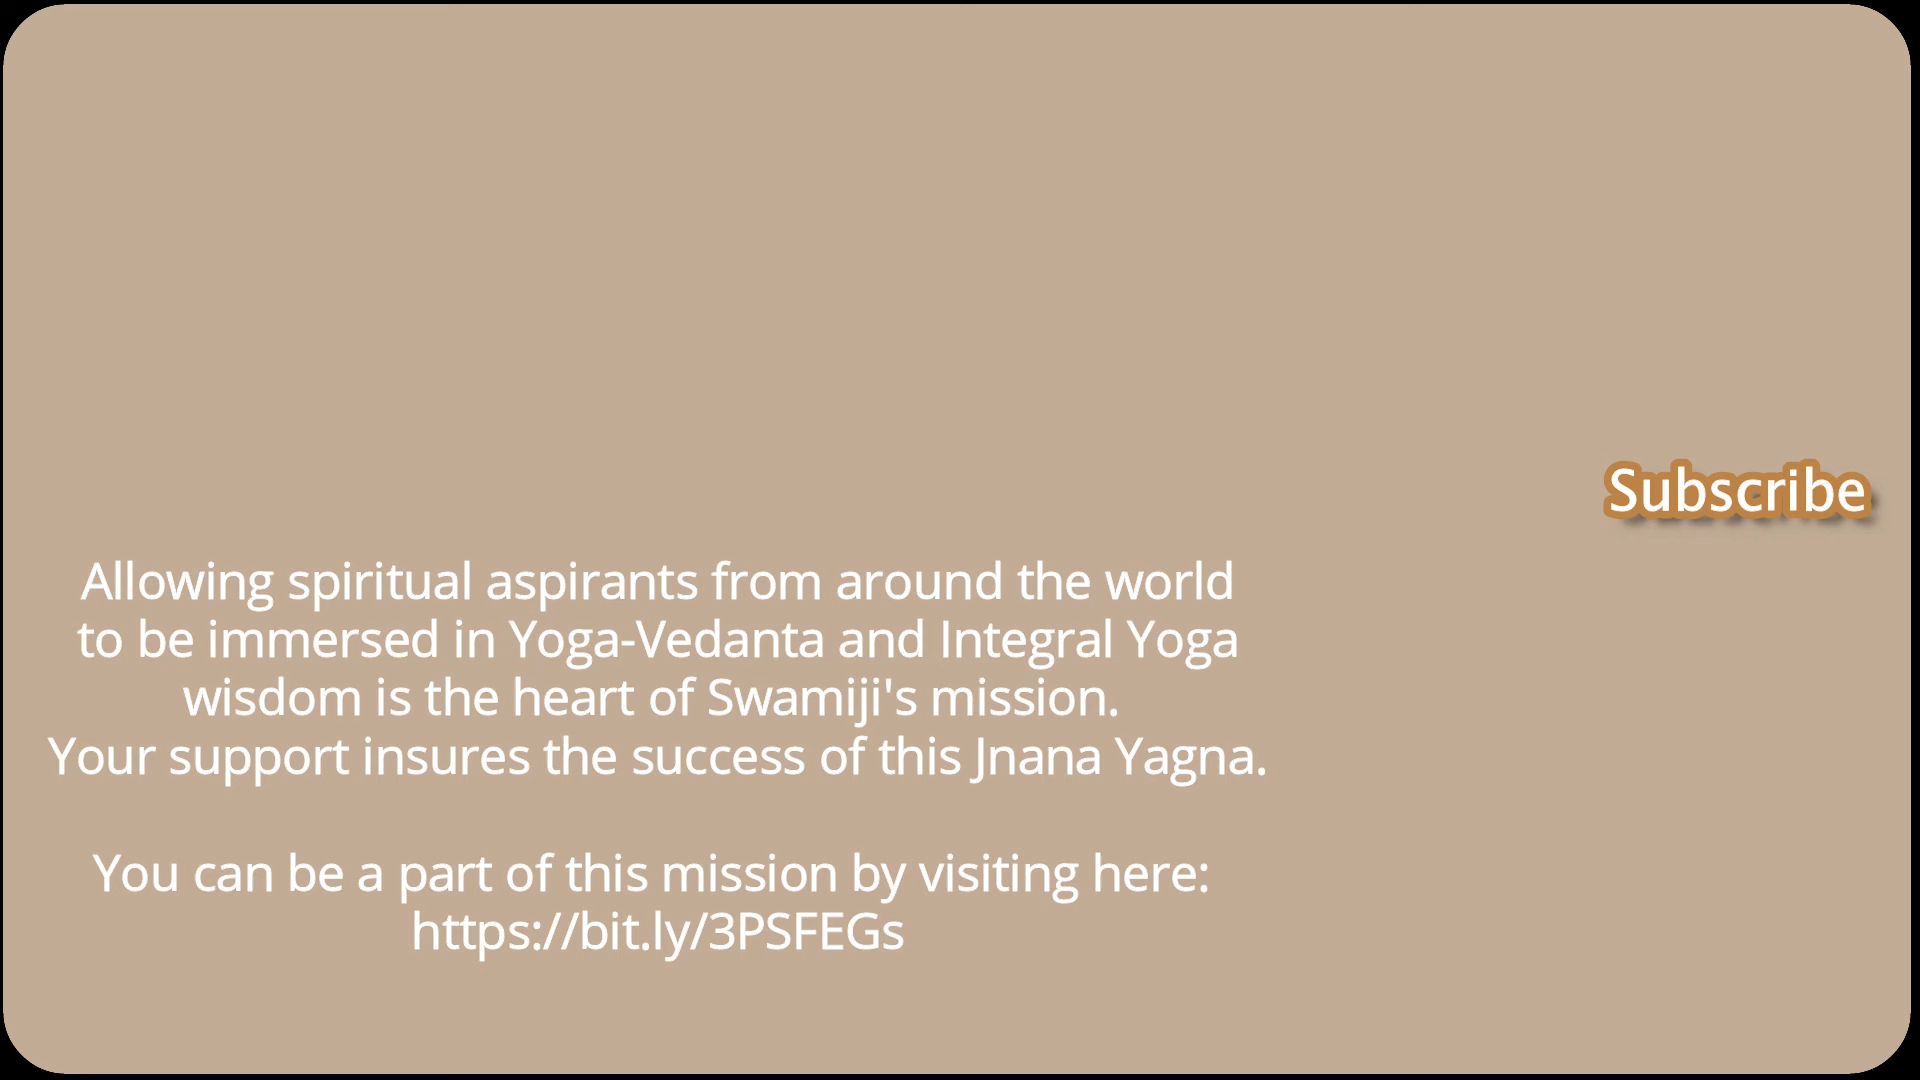 Subscribe
Allowing spiritual aspirants from around the world
to be immersed in Yoga-Vedanta and Integral Yoga
wisdom is the heart of Swamiji's mission.
Your support insures the success of this Jnana Yagna.
You can be a part of this mission by visiting here:
https://bit.ly/3PSFEGs